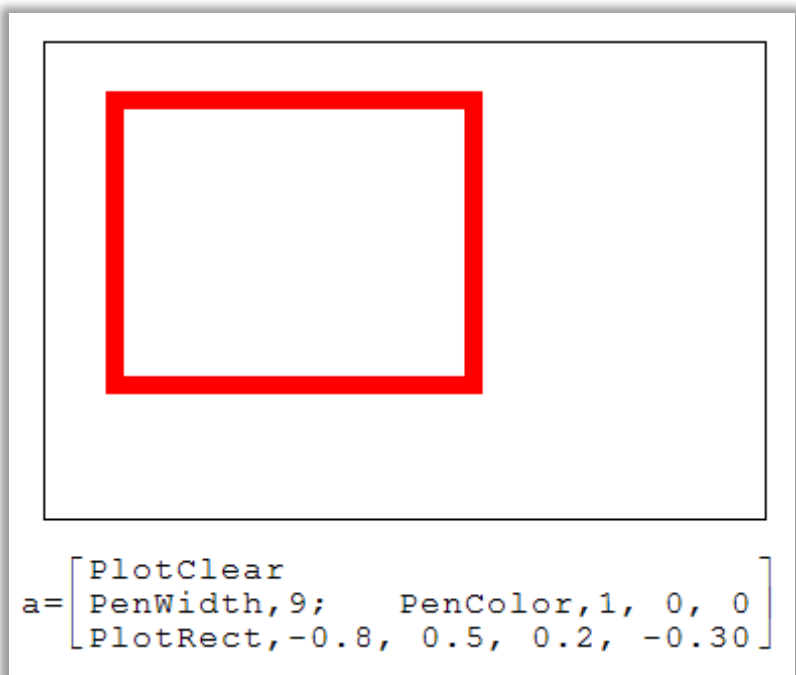 PlotClear
a= PenWidth,9;   PenColor,1, 0, 0
PlotRect,-0.8, 0.5, 0.2, -0.30